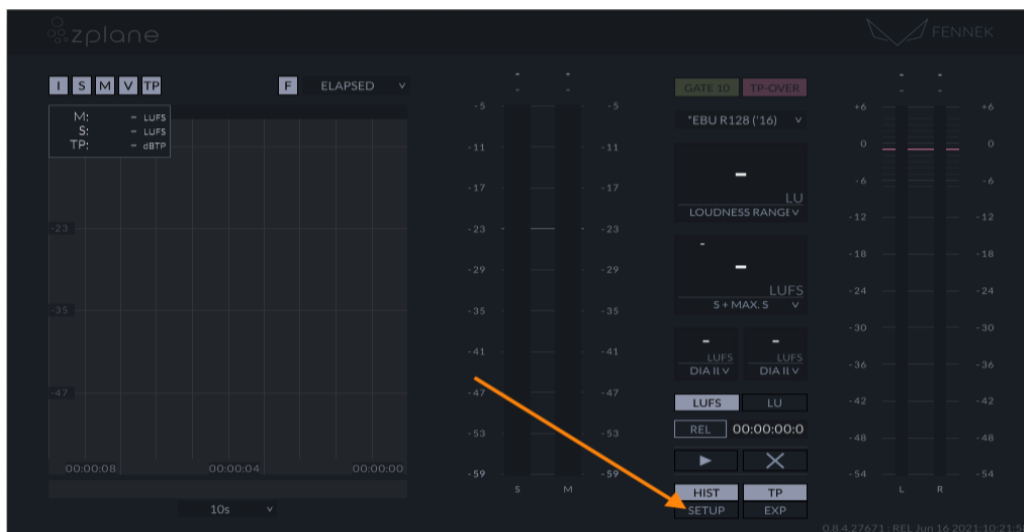 zplane
FENNEK
I S M V TP
F ELAPSED
M: – LUFS
S: – LUFS
TP: – dBTP
-23
-35
-47
00:00:08 00:00:04 00:00:00
10s
- -
- -
-5 -5
-11 -11
-17 -17
-23 -23
-29 -29
-35 -35
-41 -41
-47 -47
-53 -53
-59 -59
S M
GATE 10 TP-OVER
*EBU R128 ('16)
–
LU
LOUDNESS RANGE
-
–
LUFS
S + MAX. S
– –
LUFS LUFS
DIA II DIA II
LUFS LU
REL 00:00:00:0
HIST TP
SETUP EXP
- -
- -
+6 +6
0 0
-6 -6
-12 -12
-18 -18
-24 -24
-30 -30
-36 -36
-42 -42
-48 -48
-54 -54
L R
0.8.4.27671 : REL Jun 16 2021:10:21:5